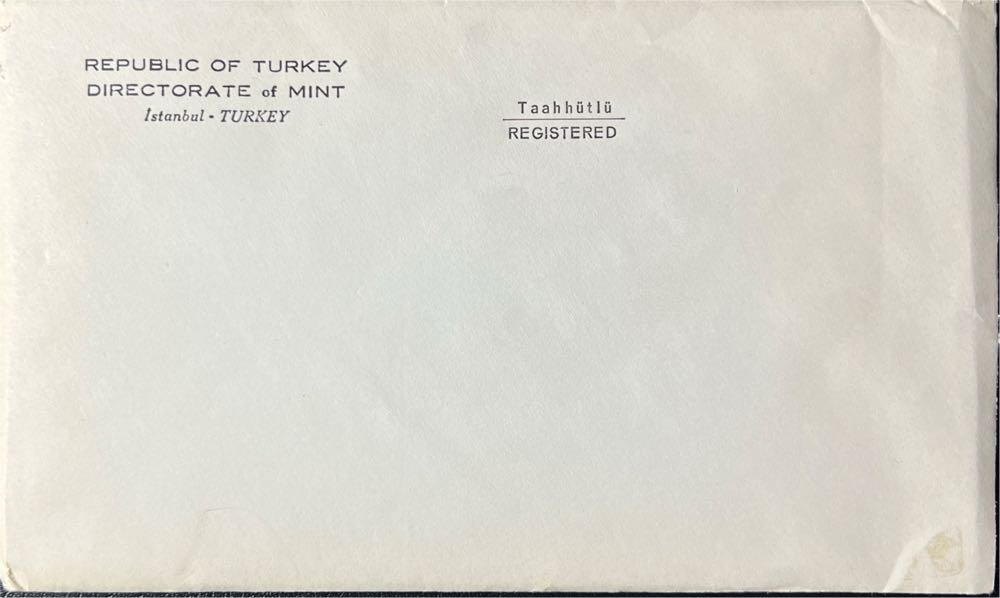 REPUBLIC OF TURKEY
DIRECTORATE of MINT
İstanbul - TURKEY
Taahhütlü
REGISTERED